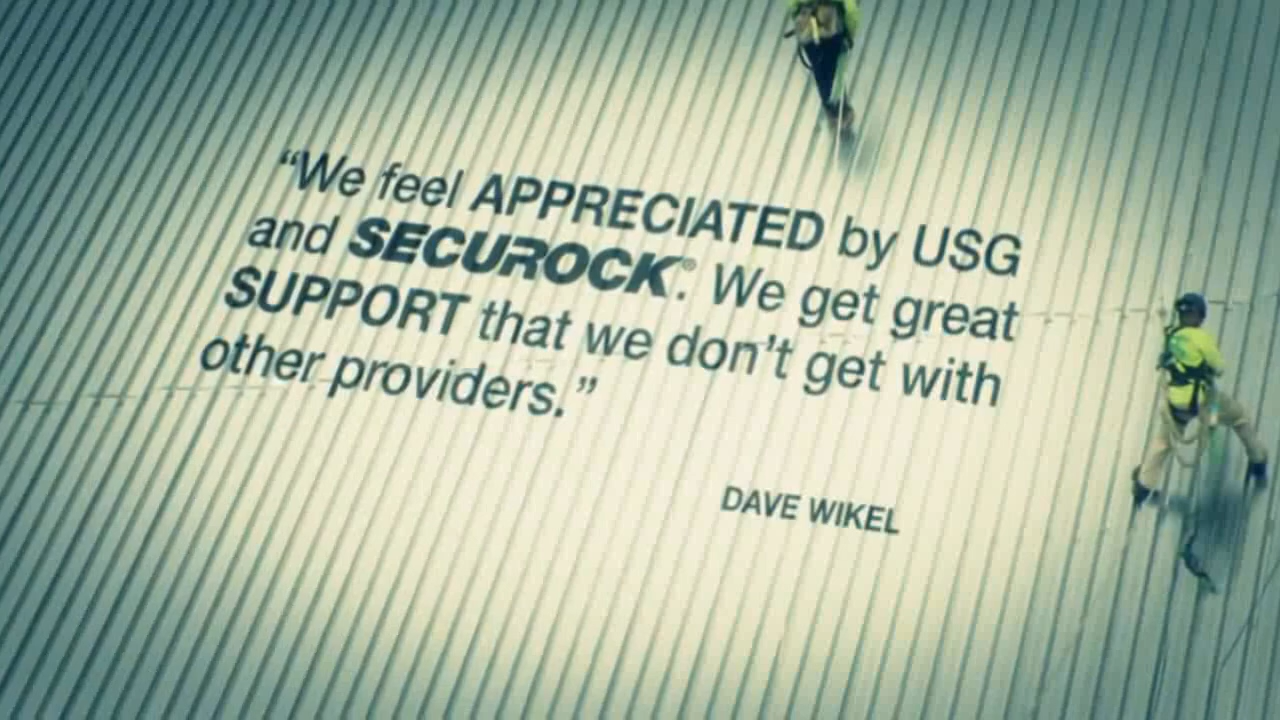 “We feel APPRECIATED by USG
and SECUROCK®. We get great
SUPPORT that we don’t get with
other providers.”
DAVE WIKEL